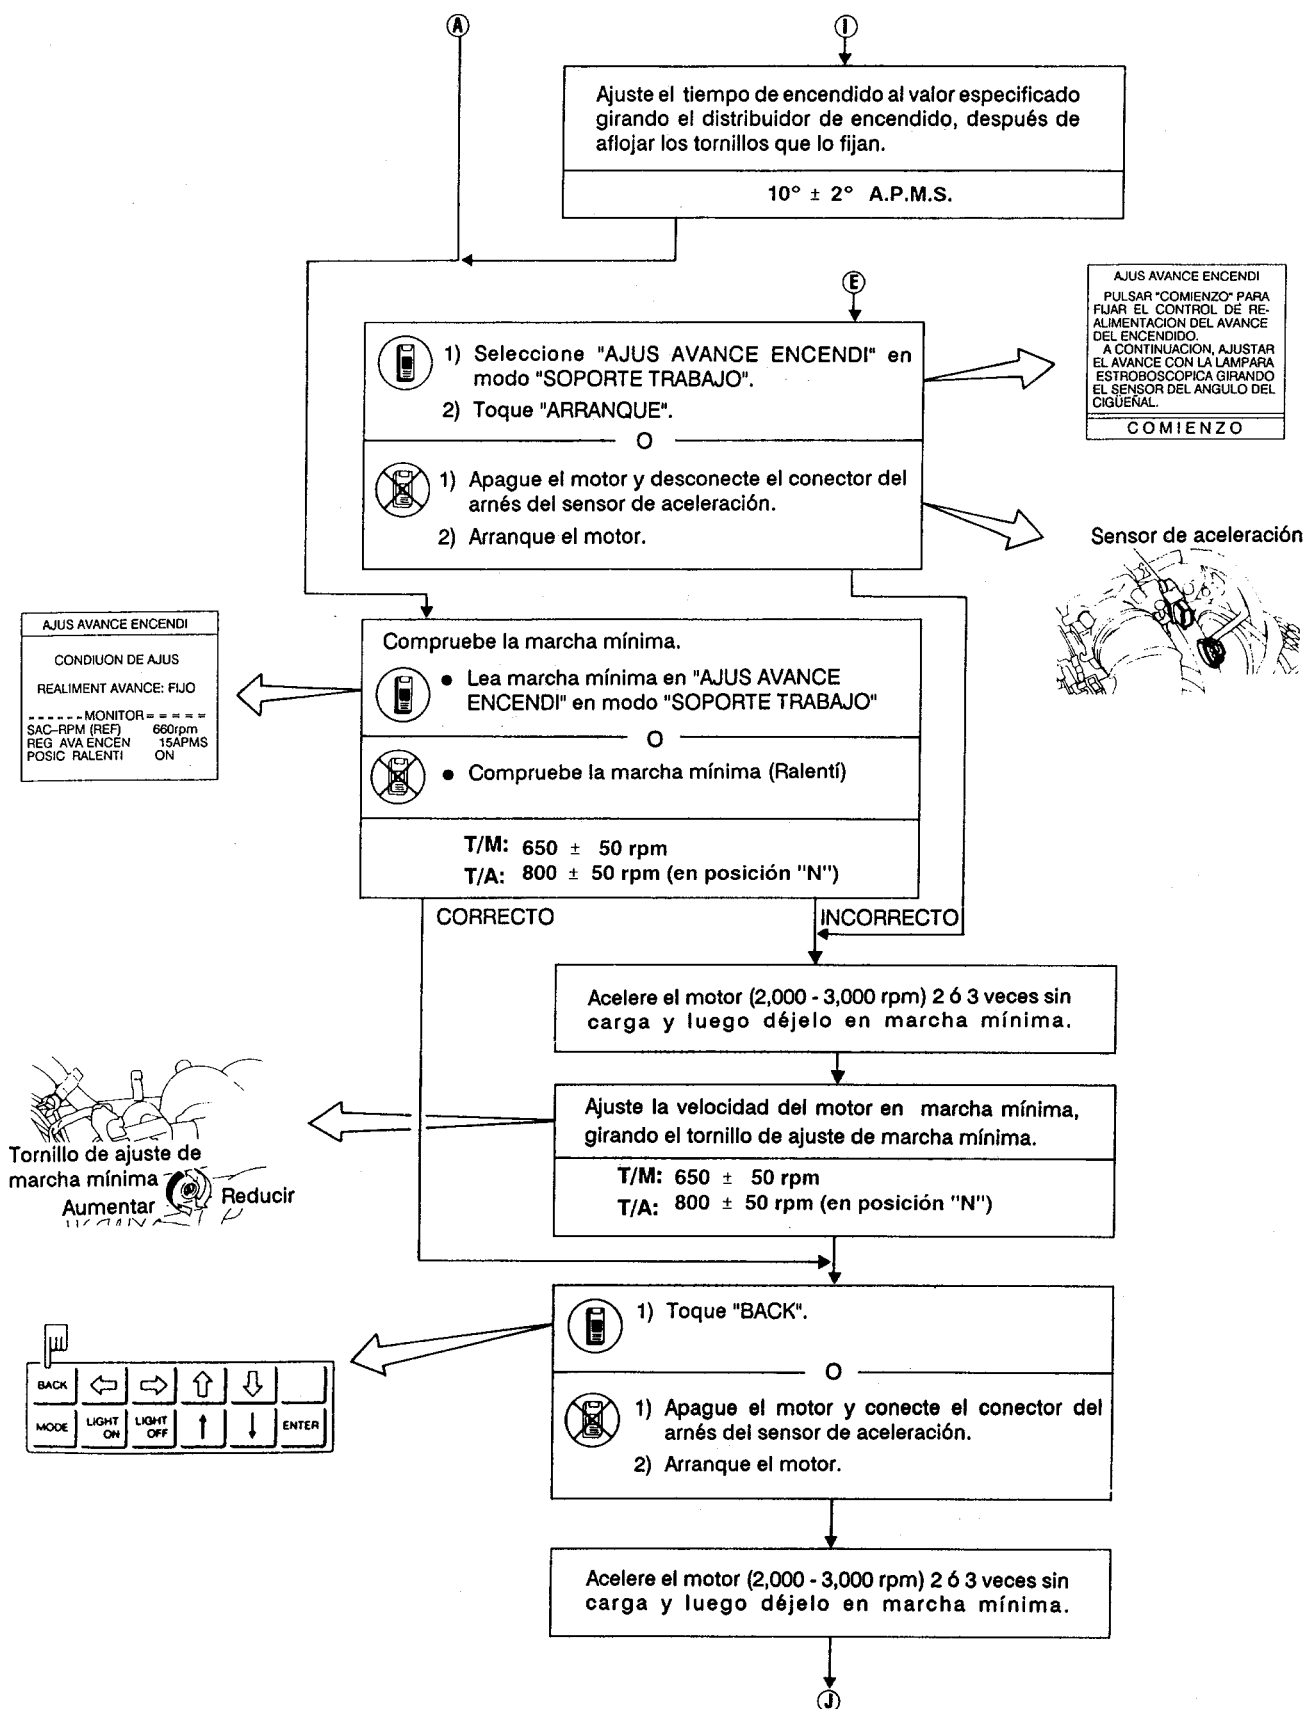 A
I
Ajuste el tiempo de encendido al valor especificado
girando el distribuidor de encendido, después de
aflojar los tornillos que lo fijan.
10° ± 2° A.P.M.S.
E
1) Seleccione "AJUS AVANCE ENCENDI" en
modo "SOPORTE TRABAJO".
2) Toque "ARRANQUE".
O
1) Apague el motor y desconecte el conector del
arnés del sensor de aceleración.
2) Arranque el motor.
AJUS AVANCE ENCENDI
PULSAR "COMIENZO" PARA
FIJAR EL CONTROL DE RE-
ALIMENTACION DEL AVANCE
DEL ENCENDIDO.
A CONTINUACION, AJUSTAR
EL AVANCE CON LA LAMPARA
ESTROBOSCOPICA GIRANDO
EL SENSOR DEL ANGULO DEL
CIGÜEÑAL.
COMIENZO
Sensor de aceleración
AJUS AVANCE ENCENDI
CONDIUON DE AJUS
REALIMENT AVANCE: FIJO
- - - - - - MONITOR = = = = =
SAC-RPM (REF) 660rpm
REG AVA ENCEN 15APMS
POSIC RALENTI ON
Compruebe la marcha mínima.
● Lea marcha mínima en "AJUS AVANCE
ENCENDI" en modo "SOPORTE TRABAJO"
O
● Compruebe la marcha mínima (Ralentí)
T/M: 650 ± 50 rpm
T/A: 800 ± 50 rpm (en posición "N")
CORRECTO
INCORRECTO
Acelere el motor (2,000 - 3,000 rpm) 2 ó 3 veces sin
carga y luego déjelo en marcha mínima.
Ajuste la velocidad del motor en marcha mínima,
girando el tornillo de ajuste de marcha mínima.
T/M: 650 ± 50 rpm
T/A: 800 ± 50 rpm (en posición "N")
Tornillo de ajuste de
marcha mínima
Aumentar
Reducir
1) Toque "BACK".
O
1) Apague el motor y conecte el conector del
arnés del sensor de aceleración.
2) Arranque el motor.
BACK
MODE
LIGHT
ON
LIGHT
OFF
ENTER
Acelere el motor (2,000 - 3,000 rpm) 2 ó 3 veces sin
carga y luego déjelo en marcha mínima.
J